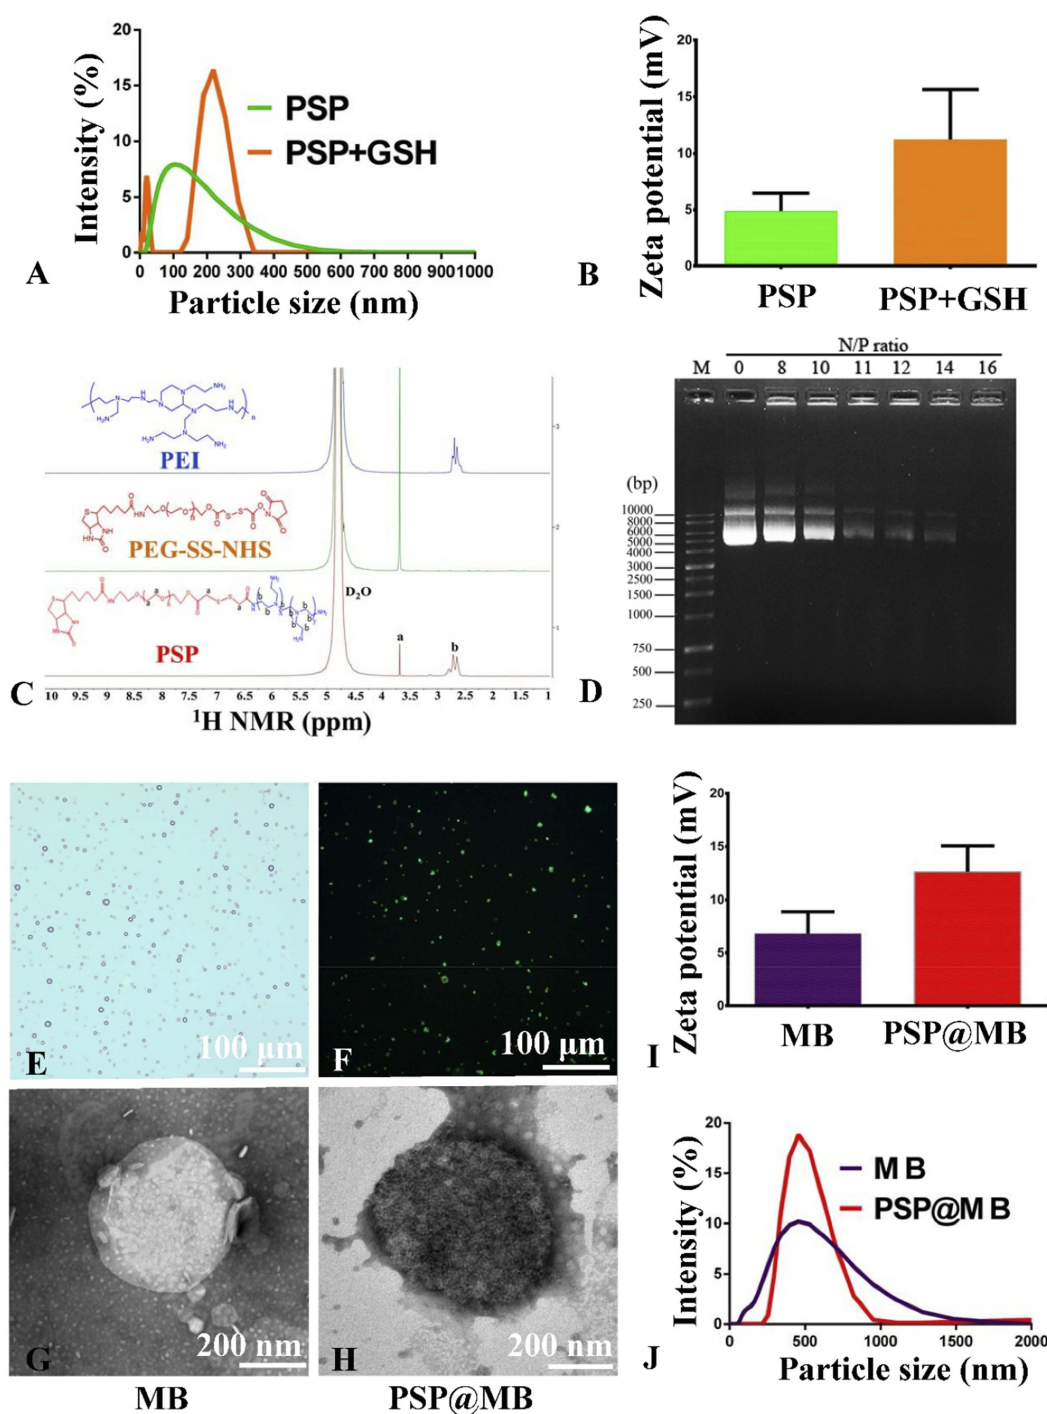 20
15
10
5
0
Intensity (%)
PSP
PSP+GSH
0 100 200 300 400 500 600 700 800 9001000
Particle size (nm)
A
20
15
10
5
0
Zeta potential (mV)
PSP
PSP+GSH
B
PEI
PEG-SS-NHS
PSP
D₂O
a
b
3
2
1
10 9.5 9 8.5 8 7.5 7 6.5 6 5.5 5 4.5 4 3.5 3 2.5 2 1.5 1
¹H NMR (ppm)
C
N/P ratio
M 0 8 10 11 12 14 16
(bp)
10000
8000
6000
5000
4000
3000
2500
2000
1500
1000
750
500
250
D
E
100 μm
F
100 μm
20
15
10
5
0
Zeta potential (mV)
MB
PSP@MB
I
G
200 nm
MB
H
200 nm
PSP@MB
20
15
10
5
0
Intensity (%)
MB
PSP@MB
0 500 1000 1500 2000
Particle size (nm)
J